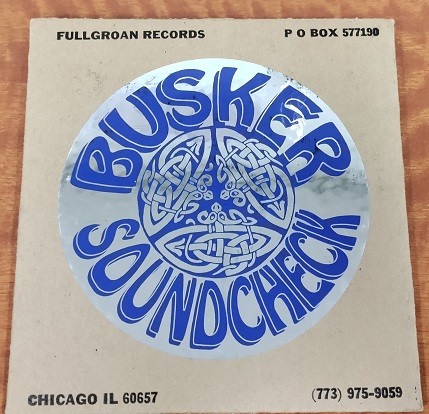 FULLGROAN RECORDS
P O BOX 577190
BUSKER
SOUNDCHECK
CHICAGO IL 60657
(773) 975-9059